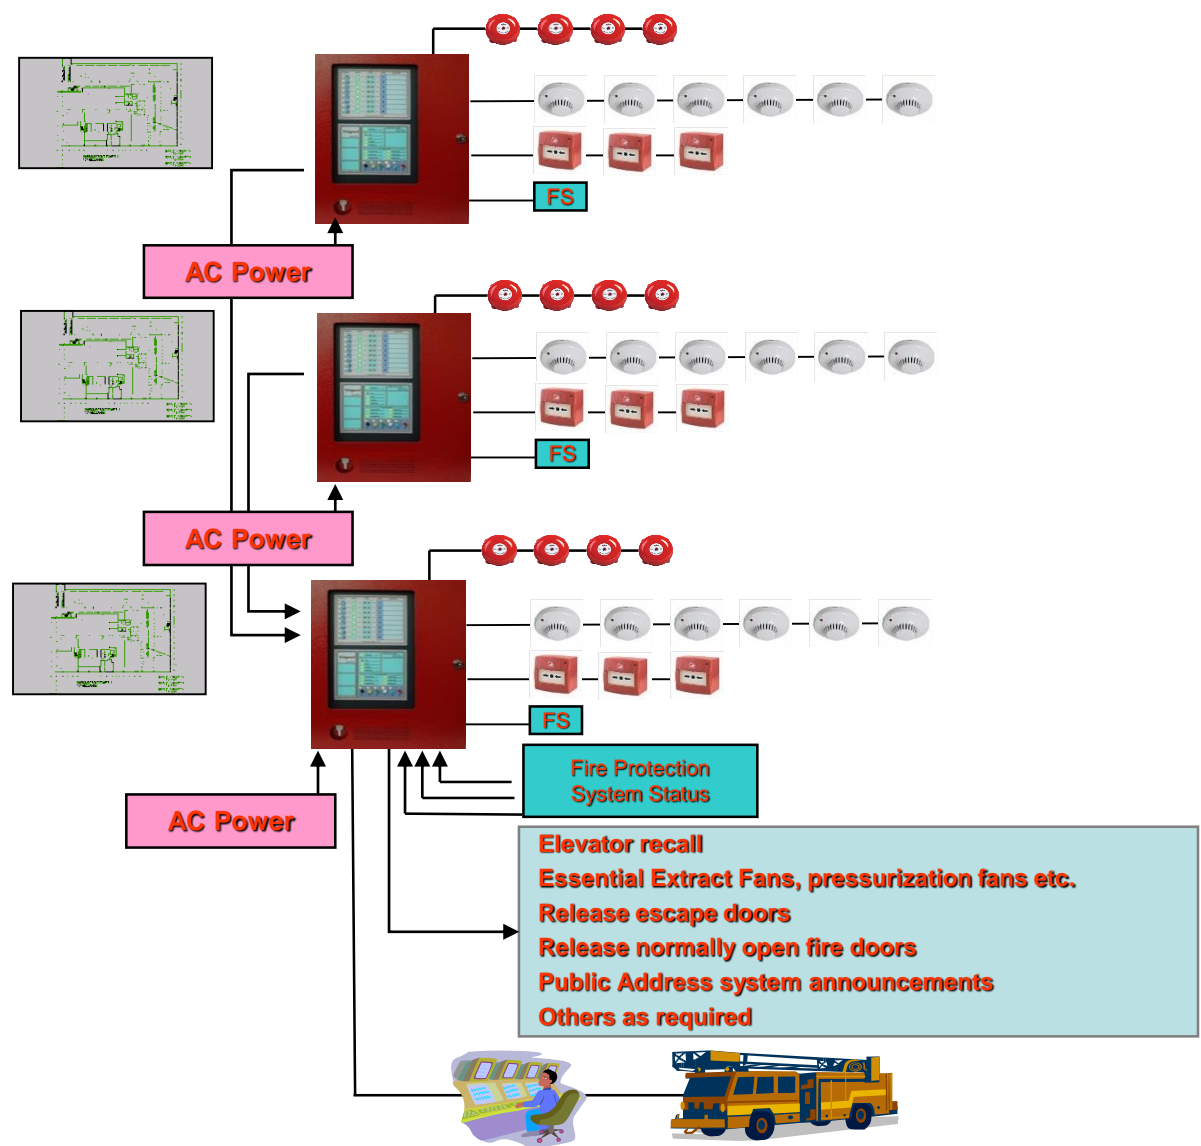 FS
AC Power
FS
AC Power
FS
Fire Protection
System Status
AC Power
Elevator recall
Essential Extract Fans, pressurization fans etc.
Release escape doors
Release normally open fire doors
Public Address system announcements
Others as required